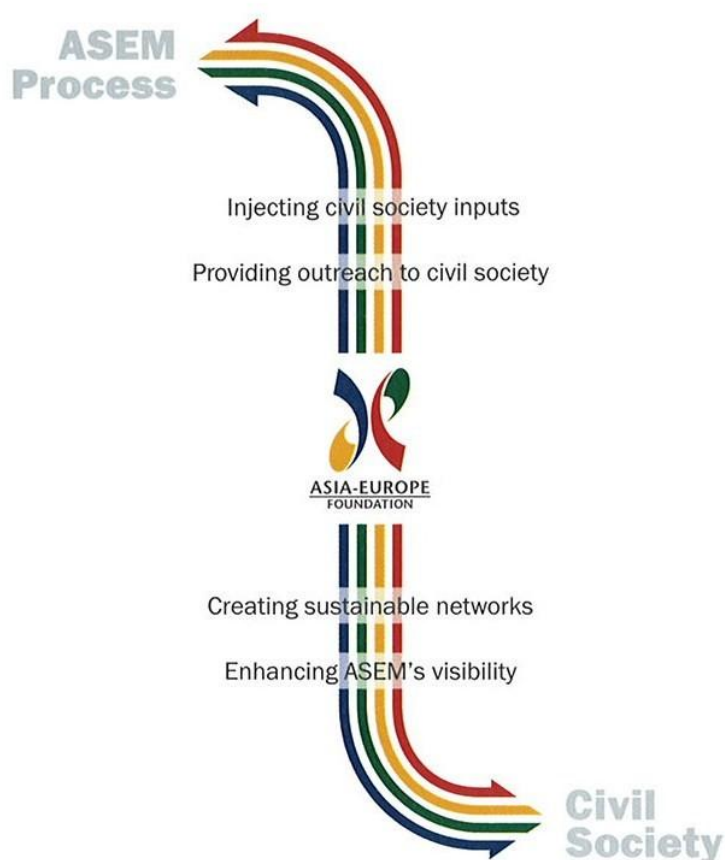 ASEM
Process
Injecting civil society inputs
Providing outreach to civil society
ASIA-EUROPE
FOUNDATION
Creating sustainable networks
Enhancing ASEM's visibility
Civil
Society